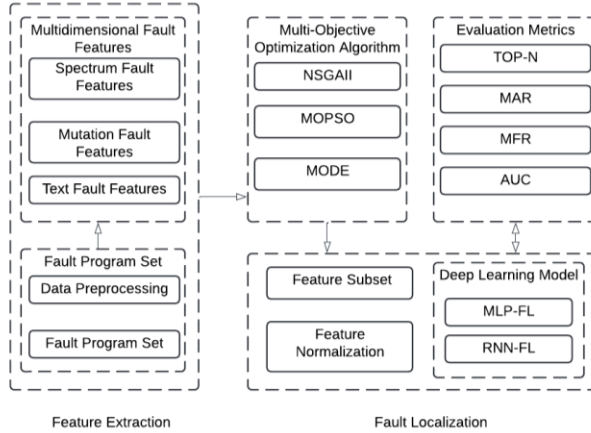 Multidimensional Fault
Features
Spectrum Fault
Features
Mutation Fault
Features
Text Fault Features
Fault Program Set
Data Preprocessing
Fault Program Set
Feature Extraction
Multi-Objective
Optimization Algorithm
NSGAII
MOPSO
MODE
Evaluation Metrics
TOP-N
MAR
MFR
AUC
Feature Subset
Feature
Normalization
Deep Learning Model
MLP-FL
RNN-FL
Fault Localization